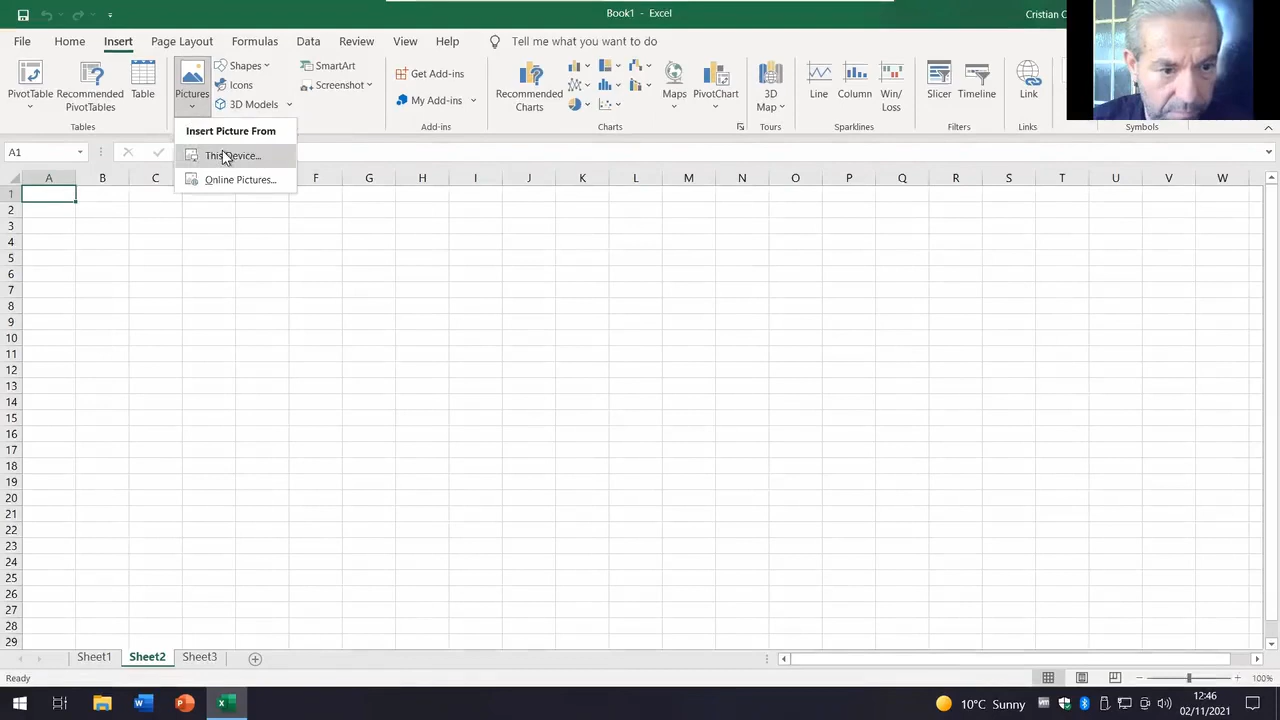 Book1 - Excel
Cristian C
File Home Insert Page Layout Formulas Data Review View Help Tell me what you want to do
PivotTable
Recommended
PivotTables
Table
Pictures
Shapes
Icons
3D Models
SmartArt
Screenshot
Get Add-ins
My Add-ins
Recommended
Charts
Maps
PivotChart
3D
Map
Line
Column
Win/
Loss
Slicer
Timeline
Link
Tables
Add-ins
Charts
Tours
Sparklines
Filters
Links
Symbols
Insert Picture From
This Device...
Online Pictures...
A1
A B C F G H I J K L M N O P Q R S T U V W
1
2
3
4
5
6
7
8
9
10
11
12
13
14
15
16
17
18
19
20
21
22
23
24
25
26
27
28
29
Sheet1 Sheet2 Sheet3
Ready
100%
10°C Sunny
12:46
02/11/2021